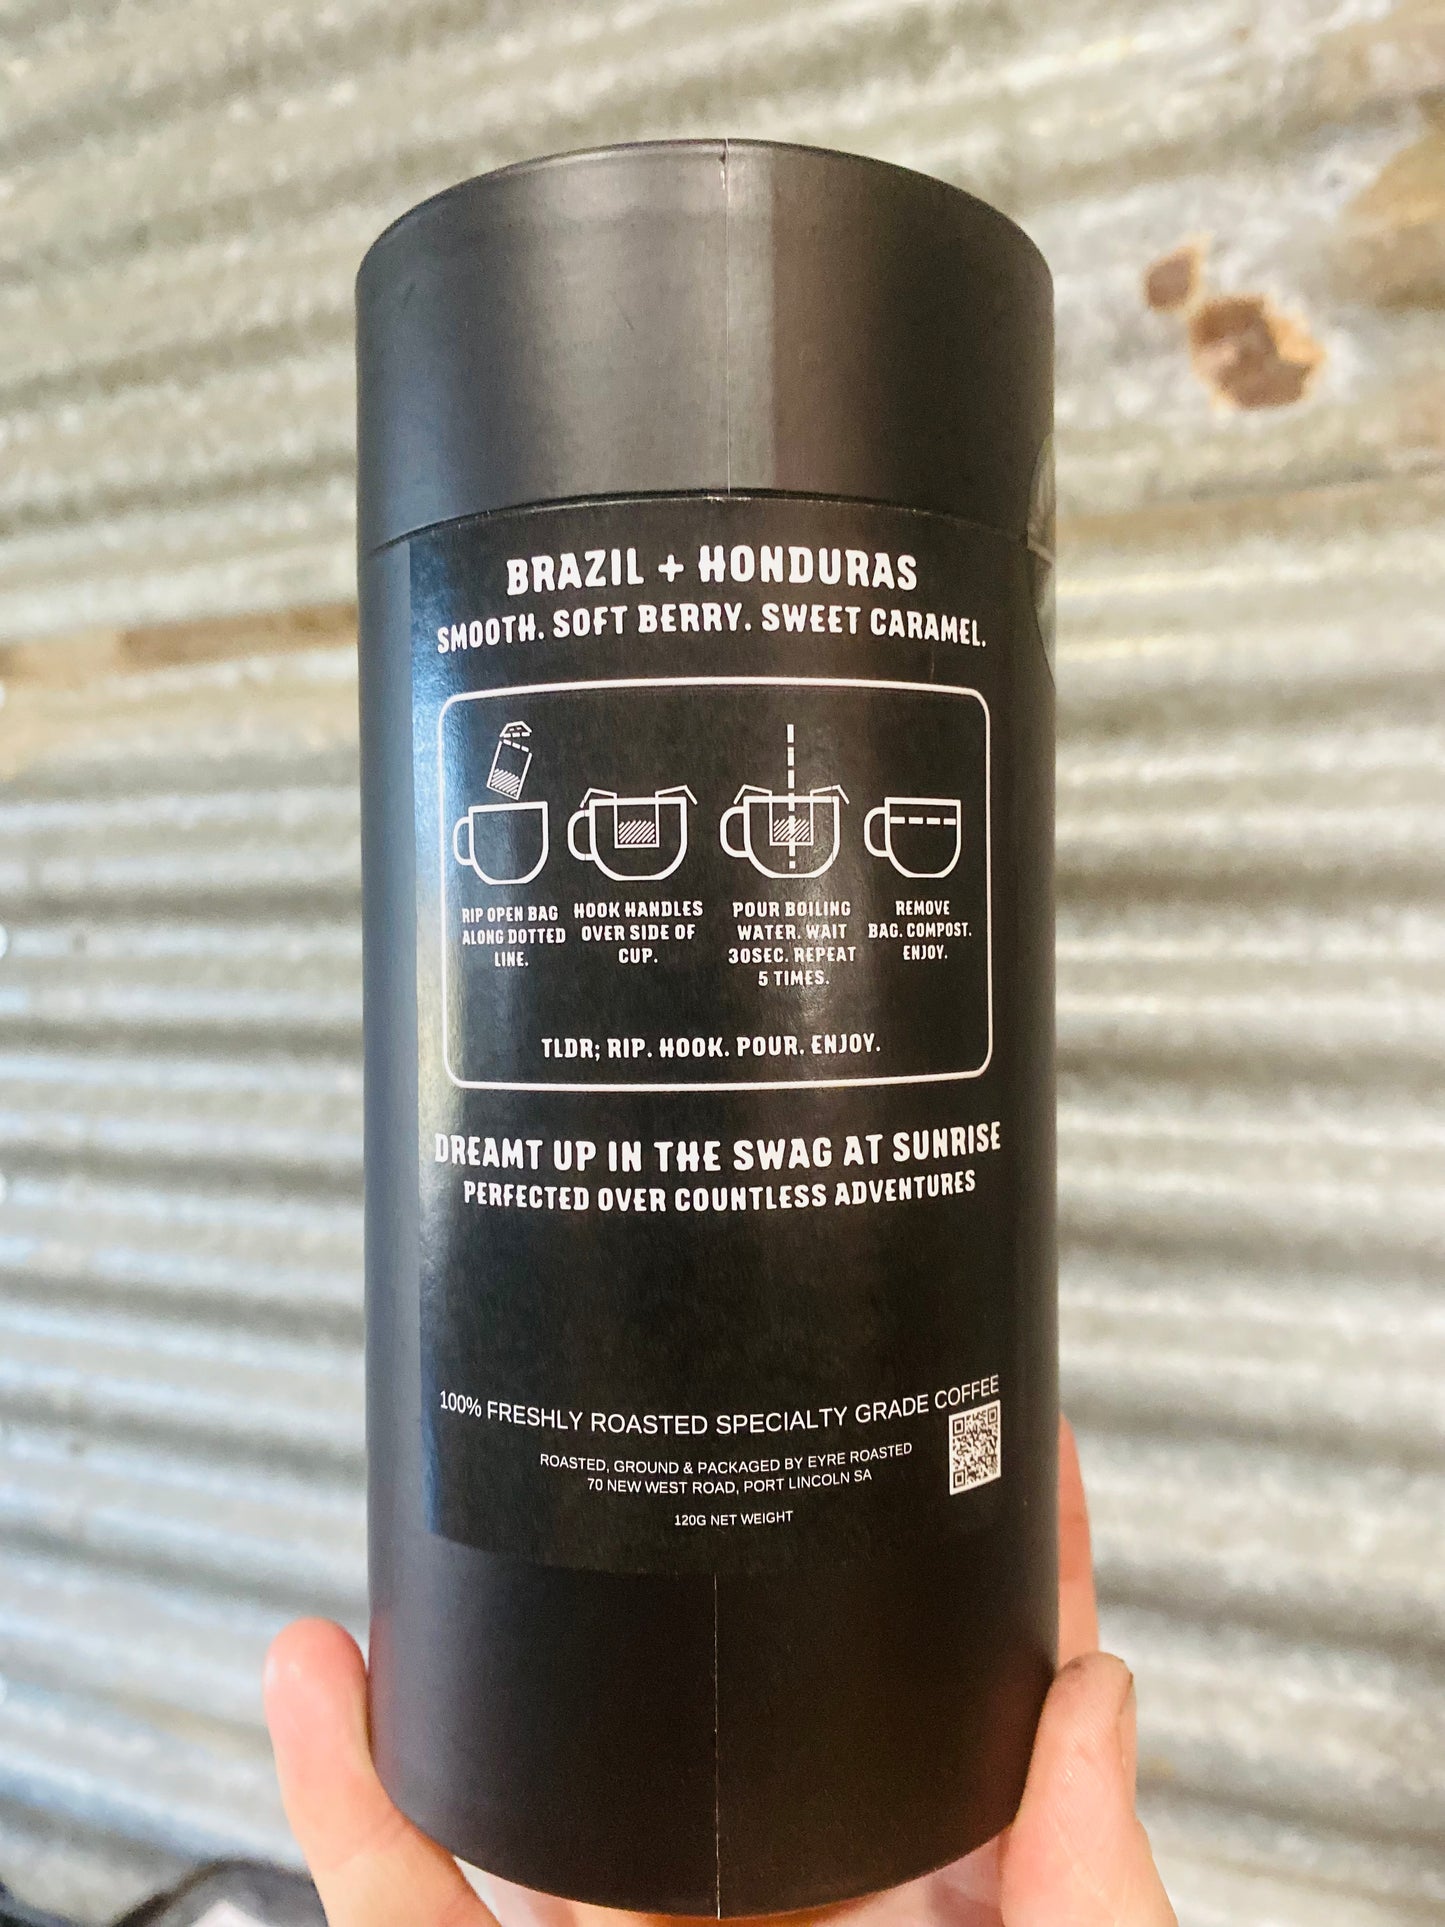 BRAZIL + HONDURAS
SMOOTH. SOFT BERRY. SWEET CARAMEL.
RIP OPEN BAG
ALONG DOTTED
LINE.
HOOK HANDLES
OVER SIDE OF
CUP.
POUR BOILING
WATER. WAIT
30SEC. REPEAT
5 TIMES.
REMOVE
BAG. COMPOST.
ENJOY.
TLDR; RIP. HOOK. POUR. ENJOY.
DREAMT UP IN THE SWAG AT SUNRISE
PERFECTED OVER COUNTLESS ADVENTURES
100% FRESHLY ROASTED SPECIALTY GRADE COFFEE
ROASTED, GROUND & PACKAGED BY EYRE ROASTED
70 NEW WEST ROAD, PORT LINCOLN SA
120G NET WEIGHT